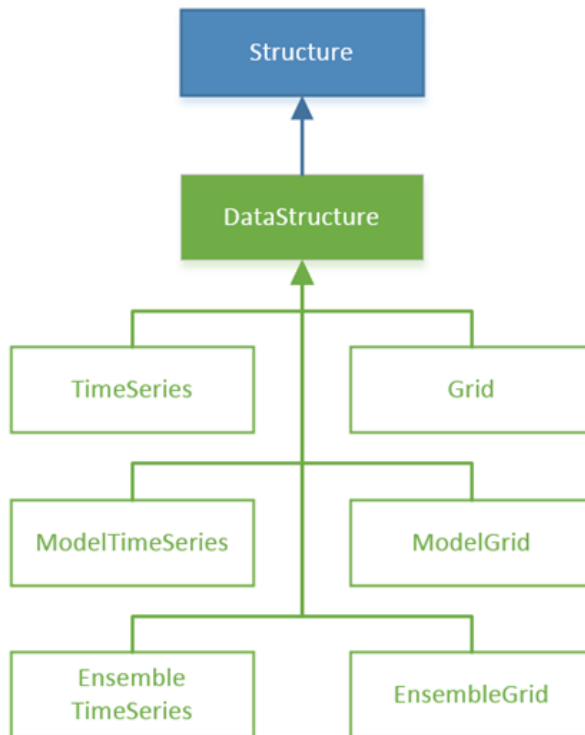 Structure
DataStructure
TimeSeries
Grid
ModelTimeSeries
ModelGrid
Ensemble
TimeSeries
EnsembleGrid